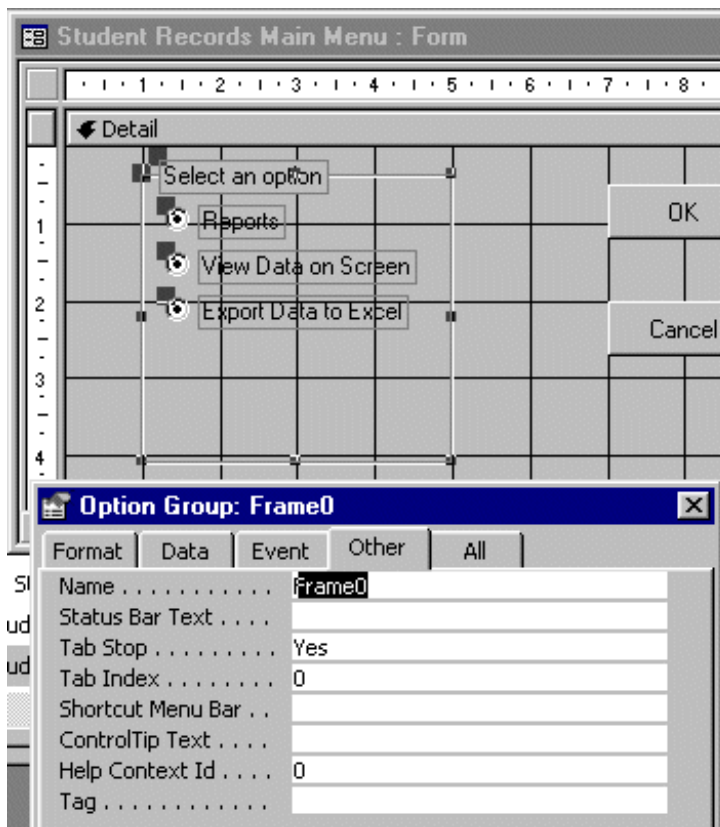 Student Records Main Menu : Form
1 2 3 4 5 6 7 8
Detail
Select an option
1
Reports
OK
View Data on Screen
2
Export Data to Excel
Cancel
3
4
Option Group: Frame0
Format Data Event Other All
Name . . . . . . . . . . . Frame0
Status Bar Text . . . .
Tab Stop . . . . . . . . . Yes
Tab Index . . . . . . . . 0
Shortcut Menu Bar . .
ControlTip Text . . . .
Help Context Id . . . . 0
Tag . . . . . . . . . . . . .